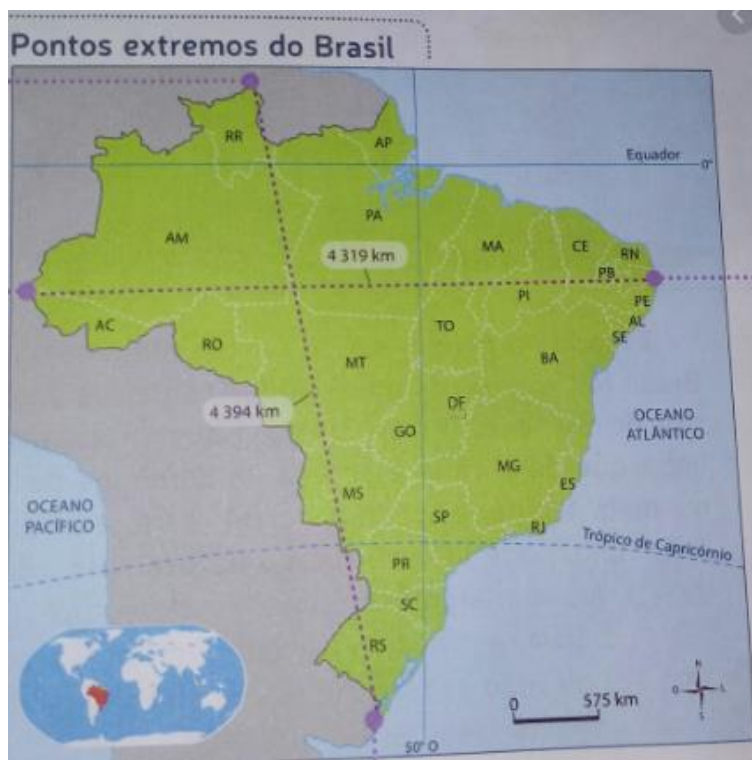 Pontos extremos do Brasil
RR
AP
Equador
0°
PA
AM
MA
CE
RN
4 319 km
PB
PI
PE
AC
TO
AL
RO
SE
MT
BA
DF
4 394 km
GO
OCEANO
ATLÂNTICO
MG
MS
ES
OCEANO
PACÍFICO
SP
RJ
Trópico de Capricórnio
PR
SC
RS
N
O
L
S
0
575 km
50° O